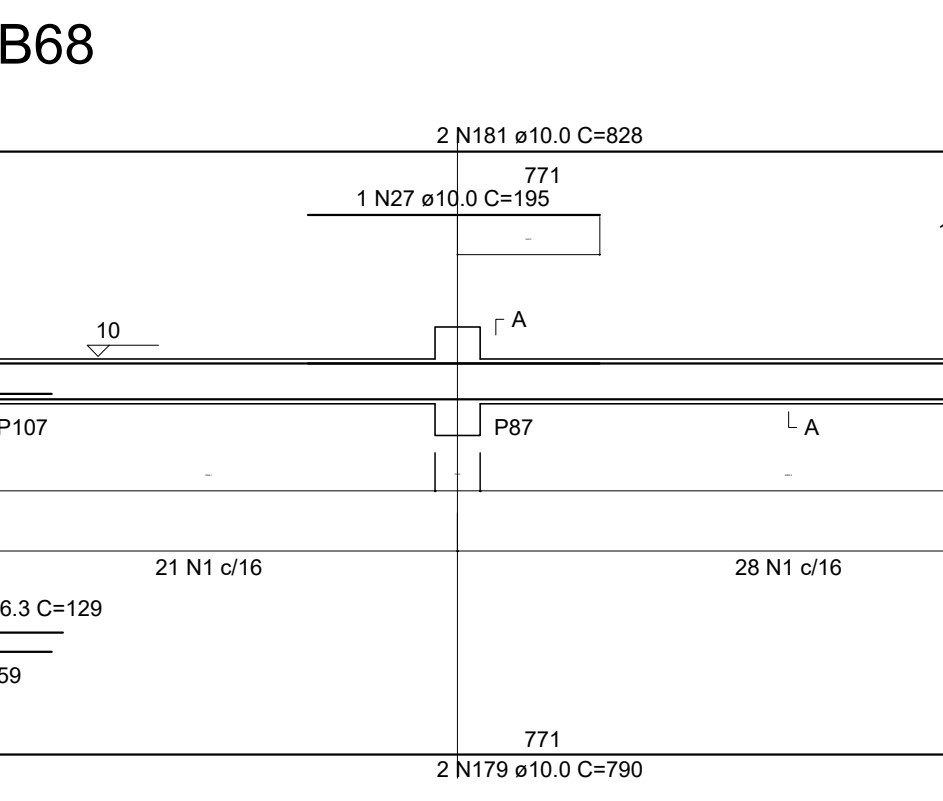 B68
2 N181 ø10.0 C=828
771
1 N27 ø10.0 C=195
A
10
P107
P87
A
21 N1 c/16
28 N1 c/16
6.3 C=129
59
771
2 N179 ø10.0 C=790